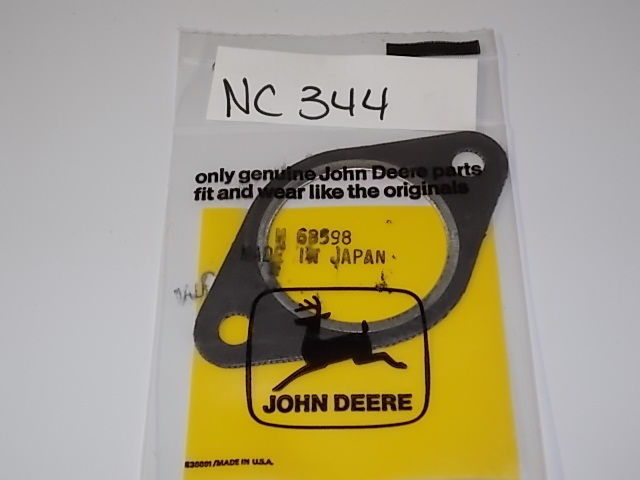 NC 344
only genuine John Deere parts
fit and wear like the originals
M 68598
MADE IN JAPAN
JOHN DEERE
/MADE IN U.S.A.